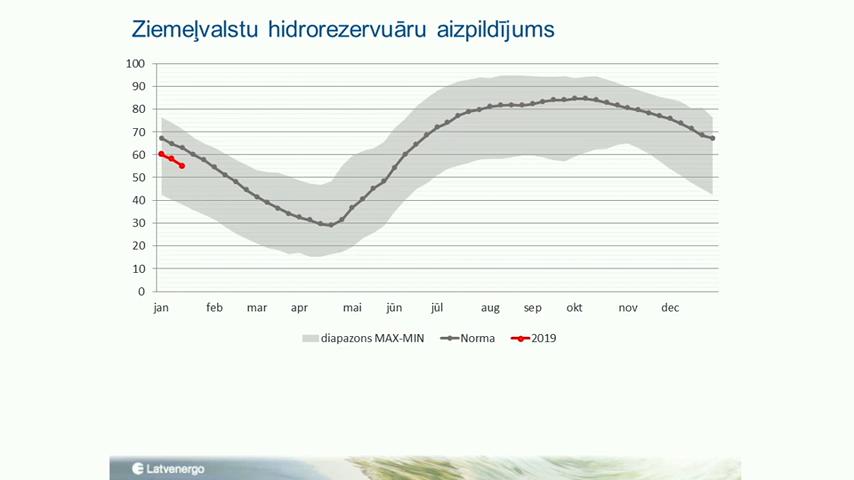 Ziemeļvalstu hidrorezervuāru aizpildījums
100
90
80
70
60
50
40
30
20
10
0
jan feb mar apr mai jūn jūl aug sep okt nov dec
diapazons MAX-MIN Norma 2019
Latvenergo